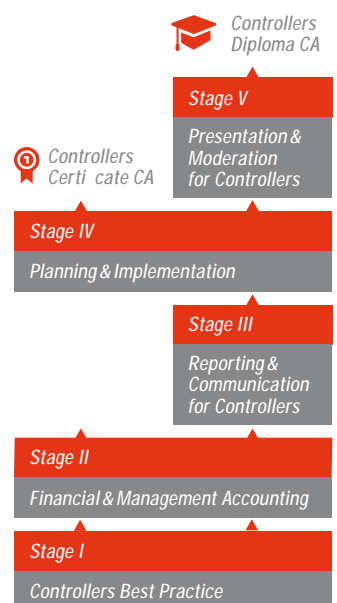 Controllers
Diploma CA
Stage V
Presentation &
Moderation
for Controllers
Controllers
Certi cate CA
Stage IV
Planning & Implementation
Stage III
Reporting &
Communication
for Controllers
Stage II
Financial & Management Accounting
Stage I
Controllers Best Practice